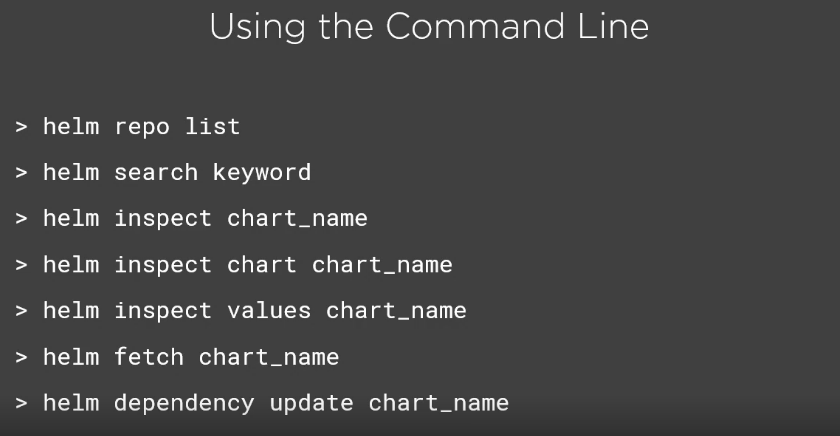 Using the Command Line
> helm repo list
> helm search keyword
> helm inspect chart_name
> helm inspect chart chart_name
> helm inspect values chart_name
> helm fetch chart_name
> helm dependency update chart_name